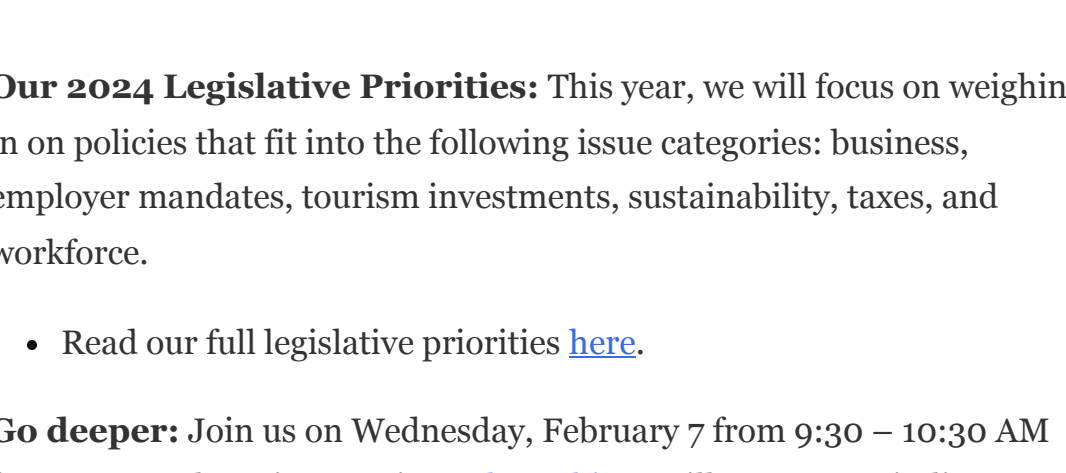 Our 2024 Legislative Priorities: This year, we will focus on weighin
in on policies that fit into the following issue categories: business,
employer mandates, tourism investments, sustainability, taxes, and
workforce.
• Read our full legislative priorities here.
Go deeper: Join us on Wednesday, February 7 from 9:30 – 10:30 AM